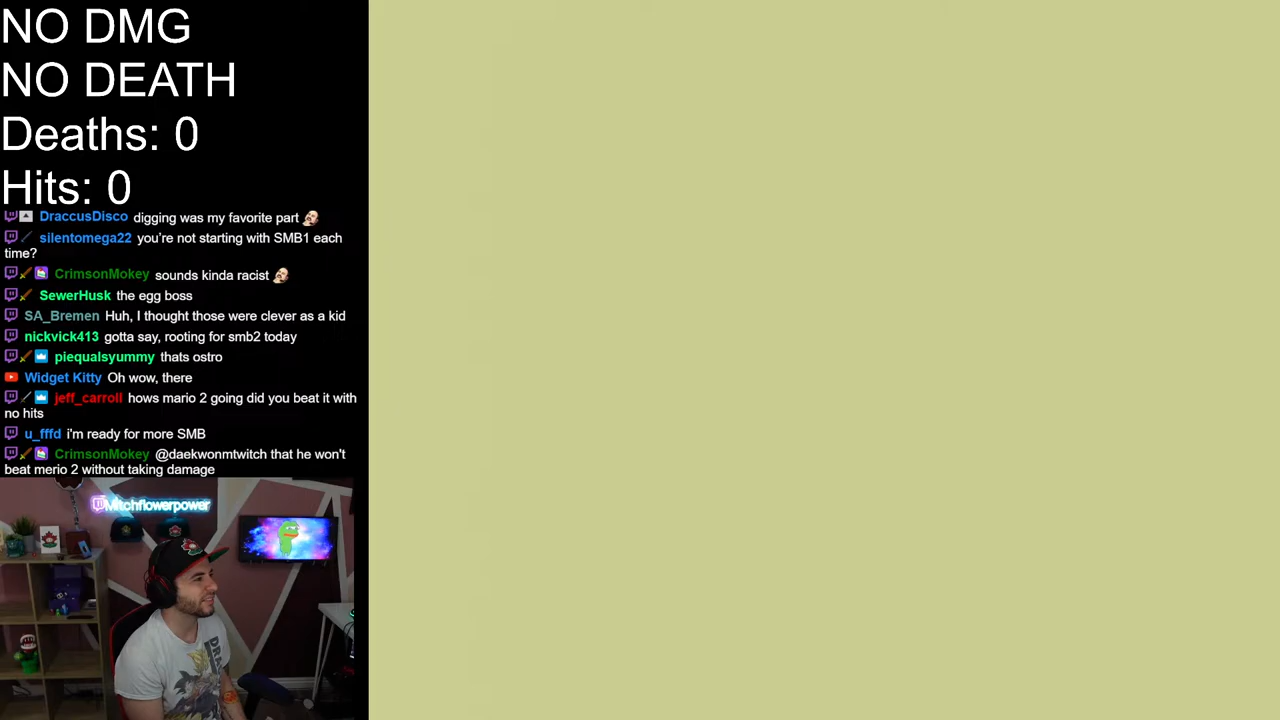 NO DMG
NO DEATH
Deaths: 0
Hits: 0
DraccusDisco digging was my favorite part
silentomega22 you're not starting with SMB1 each
time?
CrimsonMokey sounds kinda racist
SewerHusk the egg boss
SA_Bremen Huh, I thought those were clever as a kid
nickvick413 gotta say, rooting for smb2 today
piequalsyummy thats ostro
Widget Kitty Oh wow, there
jeff_carroll hows mario 2 going did you beat it with
no hits
u_fffd i'm ready for more SMB
CrimsonMokey @daekwonmtwitch that he won't
beat merio 2 without taking damage
Mitchflowerpower